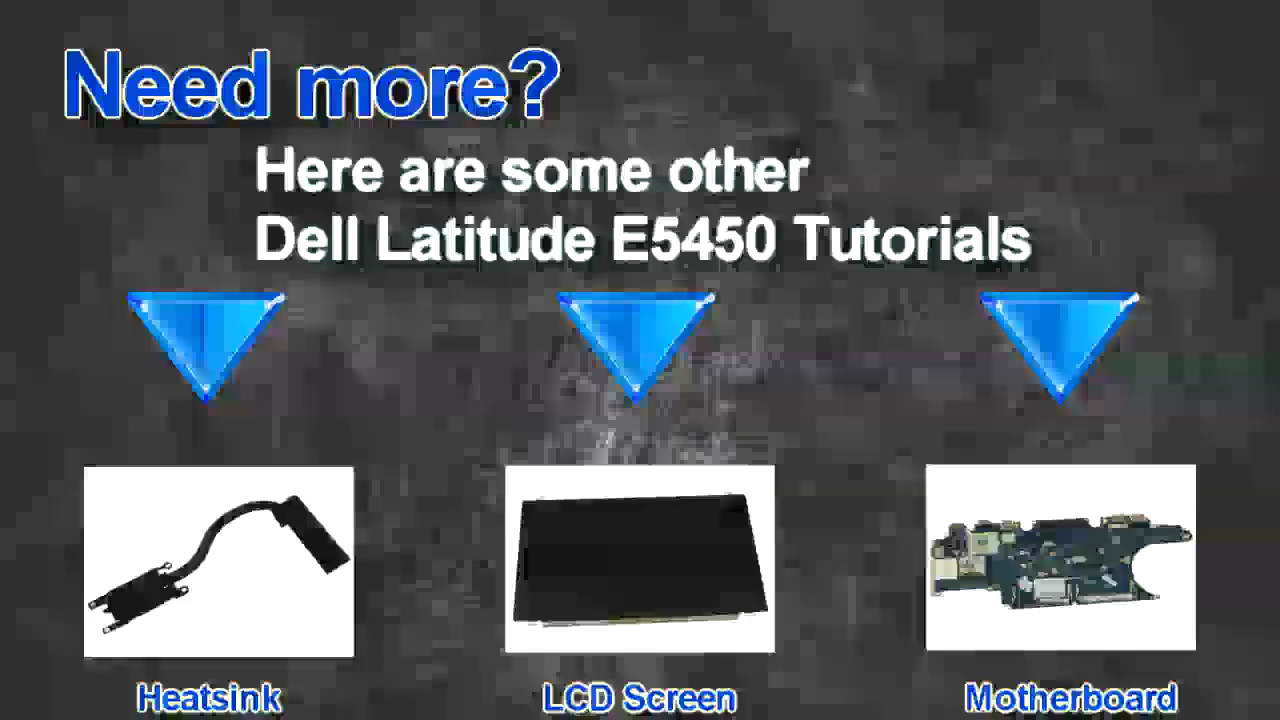 Need more?
Here are some other
Dell Latitude E5450 Tutorials
Heatsink
LCD Screen
Motherboard